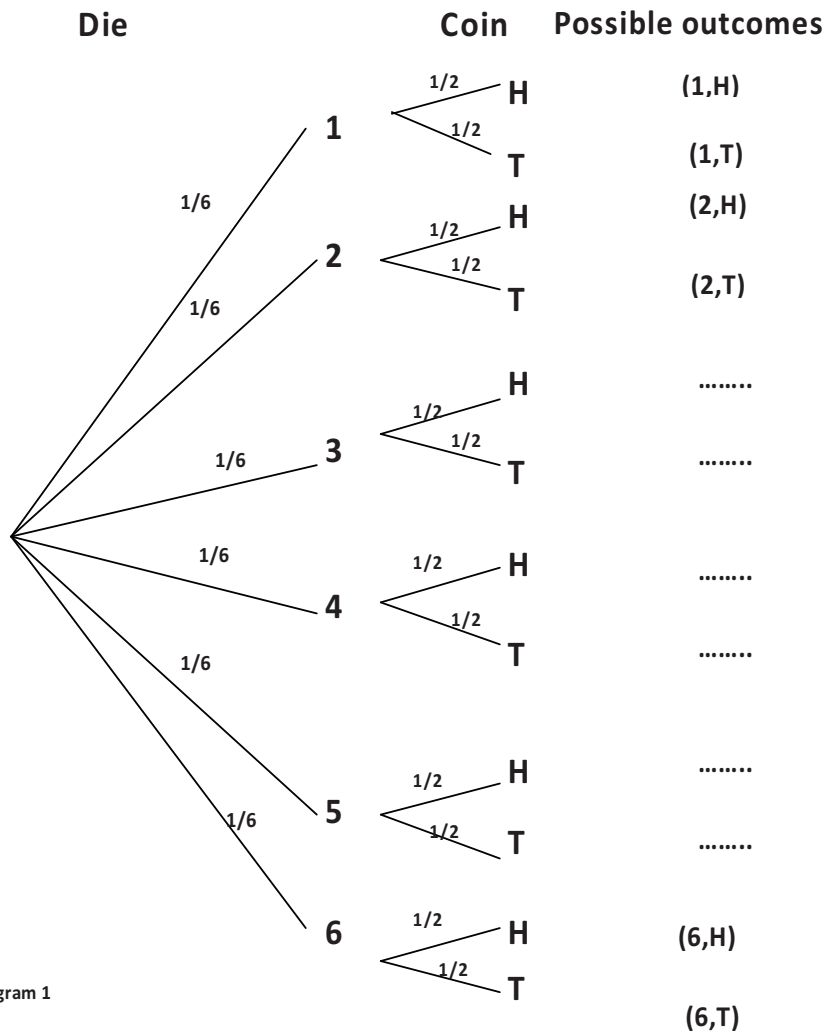 Die Coin Possible outcomes
1/2 H (1,H)
1 1/2
T (1,T)
1/6
H (2,H)
1/2
2 1/2
T (2,T)
1/6
H ........
1/2
3 1/2
1/6 T ........
1/6 1/2 H ........
4 1/2
T ........
1/6
1/2 H ........
5 1/2
1/6 T ........
1/2
6 H (6,H)
1/2
T
gram 1
(6,T)